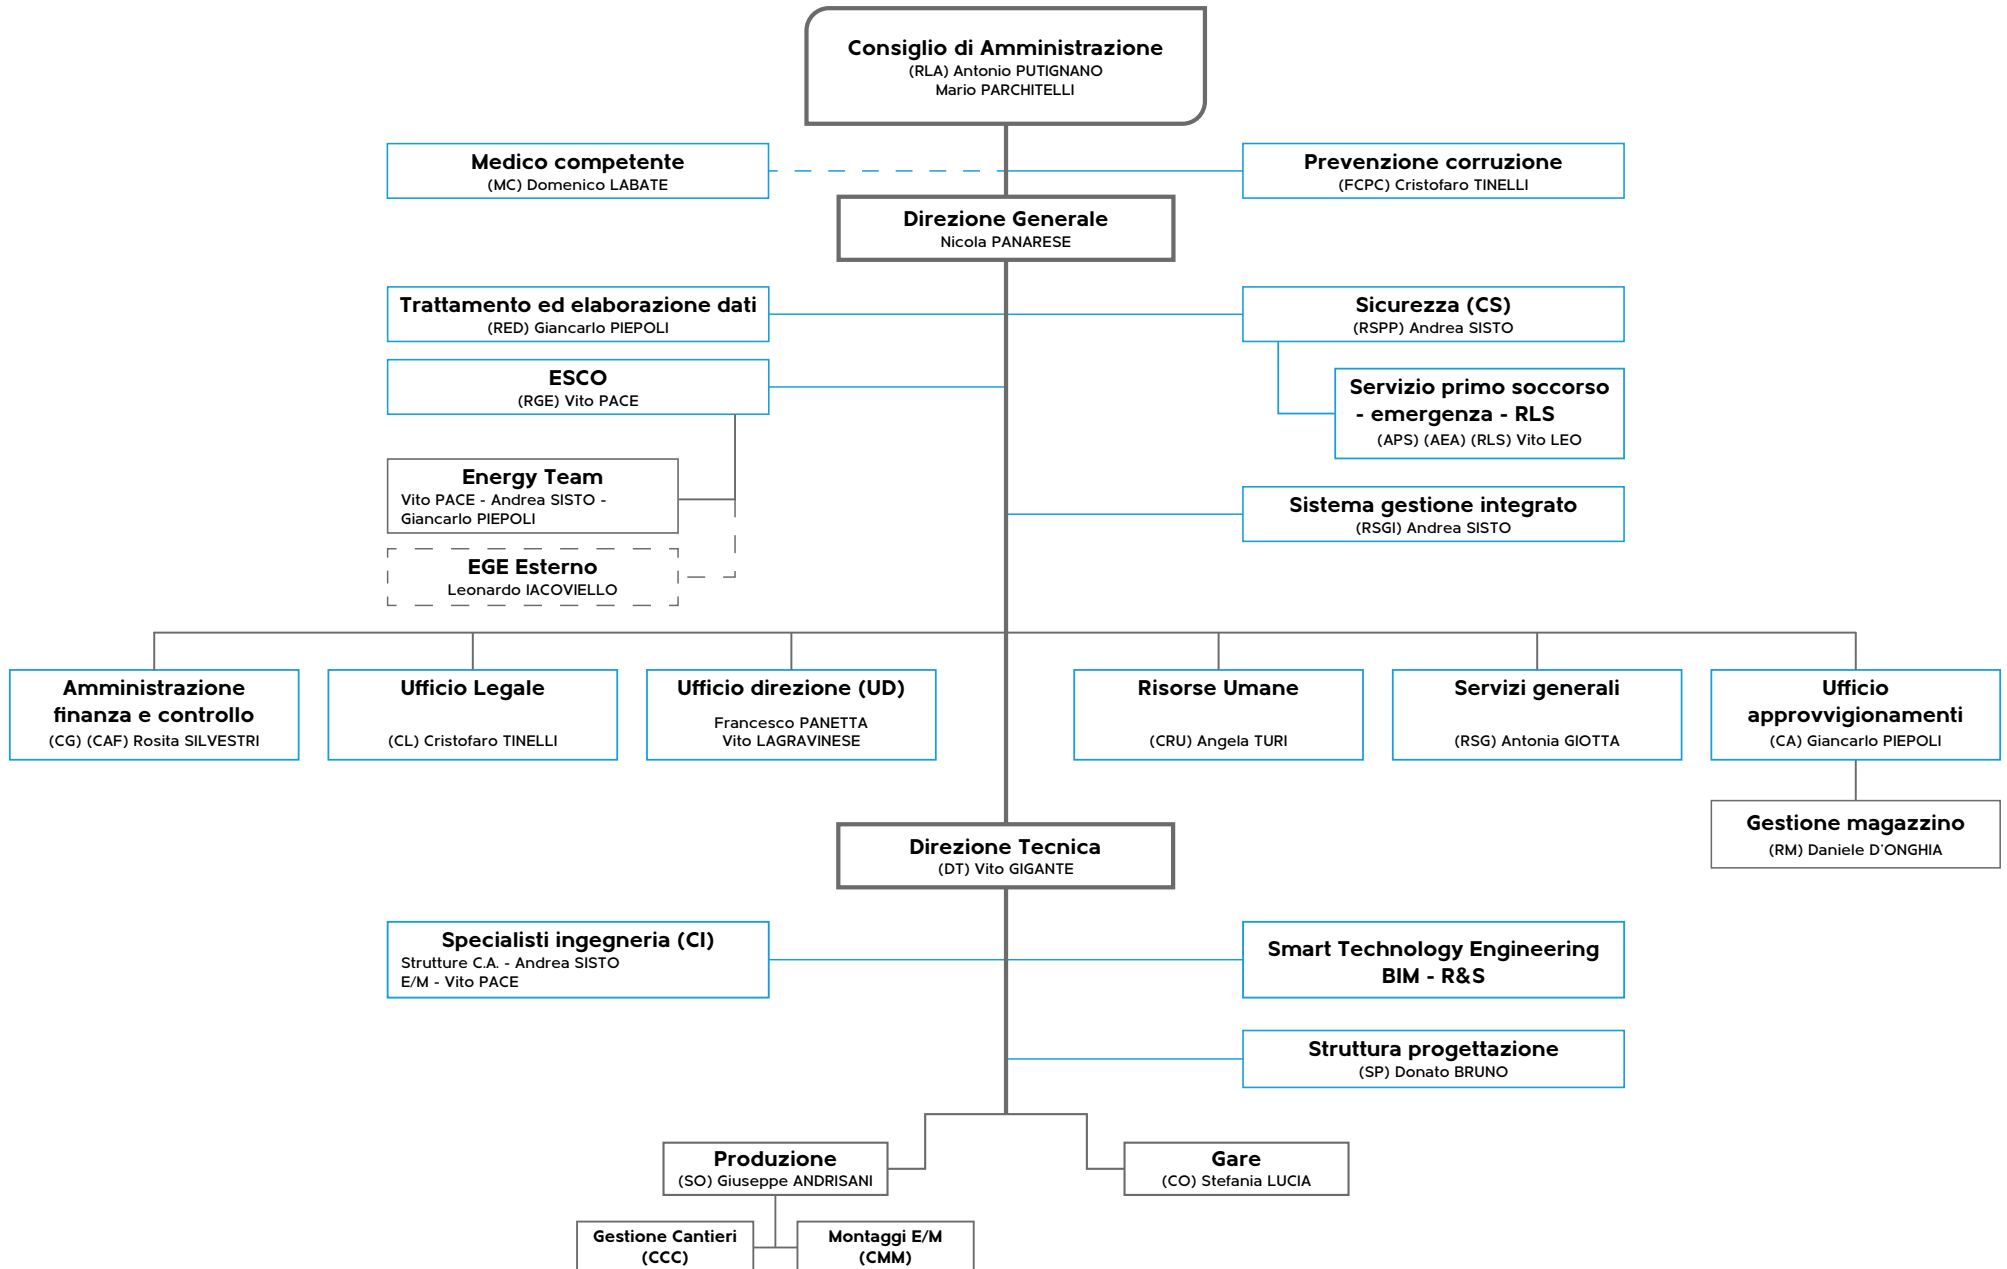 Consiglio di Amministrazione
(RLA) Antonio PUTIGNANO
Mario PARCHITELLI
Medico competente
(MC) Domenico LABATE
Prevenzione corruzione
(FCPC) Cristofaro TINELLI
Direzione Generale
Nicola PANARESE
Trattamento ed elaborazione dati
(RED) Giancarlo PIEPOLI
Sicurezza (CS)
(RSPP) Andrea SISTO
ESCO
(RGE) Vito PACE
Servizio primo soccorso
- emergenza - RLS
(APS) (AEA) (RLS) Vito LEO
Energy Team
Vito PACE - Andrea SISTO -
Giancarlo PIEPOLI
Sistema gestione integrato
(RSGI) Andrea SISTO
EGE Esterno
Leonardo IACOVIELLO
Amministrazione
finanza e controllo
(CG) (CAF) Rosita SILVESTRI
Ufficio Legale
(CL) Cristofaro TINELLI
Ufficio direzione (UD)
Francesco PANETTA
Vito LAGRAVINESE
Risorse Umane
(CRU) Angela TURI
Servizi generali
(RSG) Antonia GIOTTA
Ufficio
approvvigionamenti
(CA) Giancarlo PIEPOLI
Gestione magazzino
(RM) Daniele D'ONGHIA
Direzione Tecnica
(DT) Vito GIGANTE
Specialisti ingegneria (CI)
Strutture C.A. - Andrea SISTO
E/M - Vito PACE
Smart Technology Engineering
BIM - R&S
Struttura progettazione
(SP) Donato BRUNO
Produzione
(SO) Giuseppe ANDRISANI
Gare
(CO) Stefania LUCIA
Gestione Cantieri
(CCC)
Montaggi E/M
(CMM)